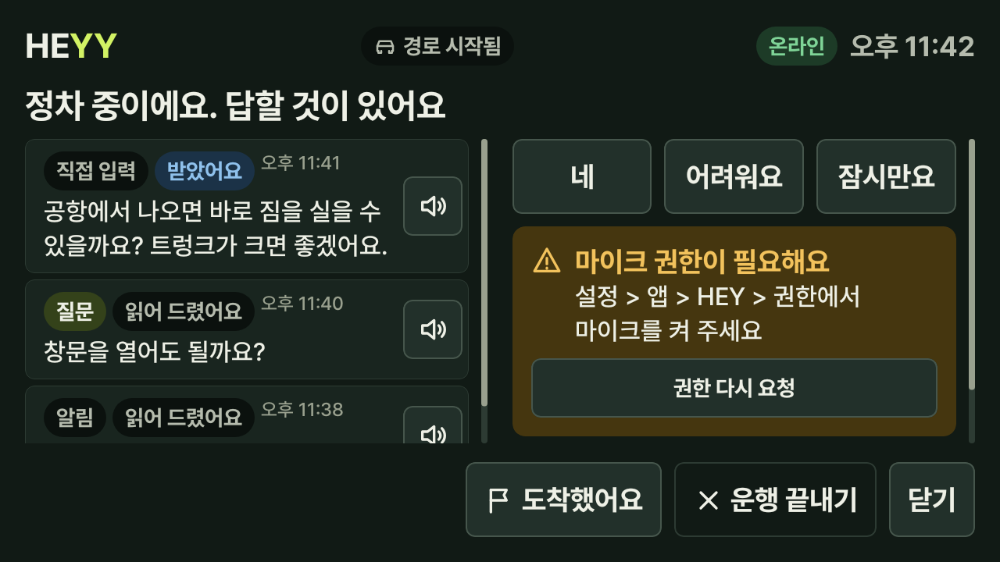 HEYY
경로 시작됨
온라인 오후 11:42
정차 중이에요. 답할 것이 있어요
직접 입력 받았어요 오후 11:41
공항에서 나오면 바로 짐을 실을 수
있을까요? 트렁크가 크면 좋겠어요.
질문 읽어 드렸어요 오후 11:40
창문을 열어도 될까요?
알림 읽어 드렸어요 오후 11:38
네
어려워요
잠시만요
마이크 권한이 필요해요
설정 > 앱 > HEY > 권한에서
마이크를 켜 주세요
권한 다시 요청
도착했어요
운행 끝내기
닫기